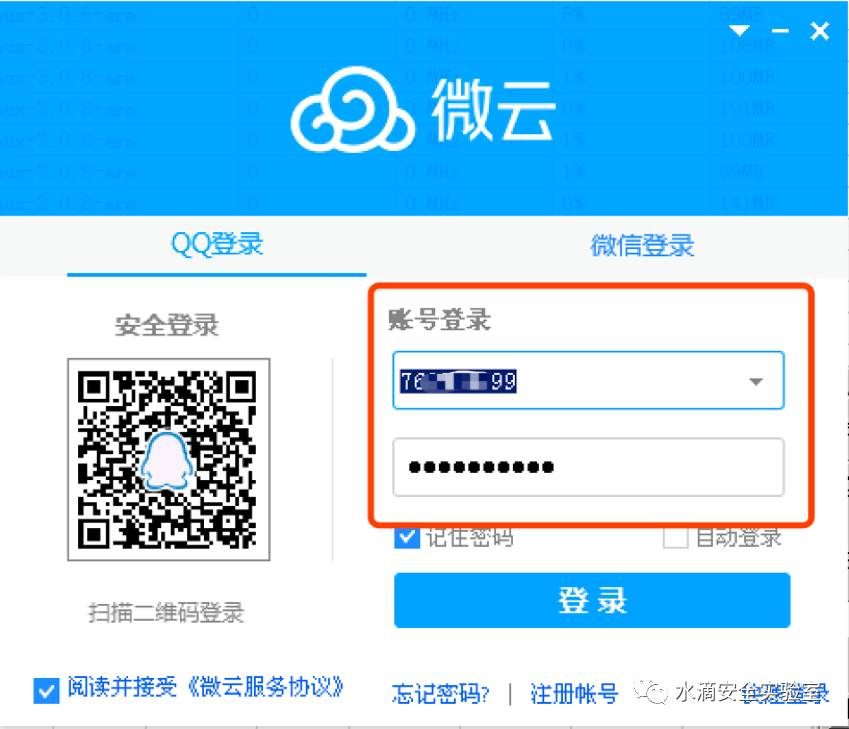 微云
QQ登录
微信登录
安全登录
账号登录
76
99
记住密码
自动登录
登 录
扫描二维码登录
阅读并接受《微云服务协议》
忘记密码?
|
注册帐号
水滴安全实验室
登录